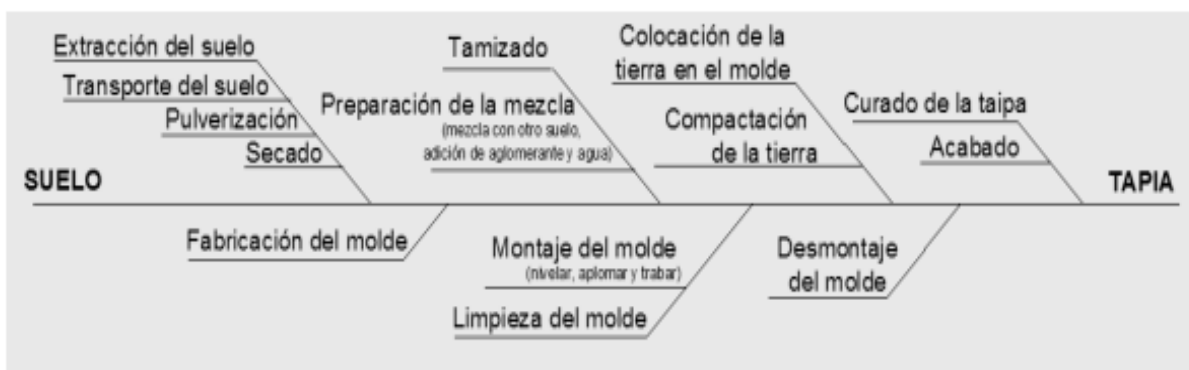 Extracción del suelo
Transporte del suelo
Pulverización
Secado
Tamizado
Preparación de la mezcla
(mezcla con otro suelo,
adición de aglomerante y agua)
Colocación de la
tierra en el molde
Compactación
de la tierra
Curado de la taipa
Acabado
SUELO
TAPIA
Fabricación del molde
Montaje del molde
(nivelar, aplomar y trabar)
Limpieza del molde
Desmontaje
del molde